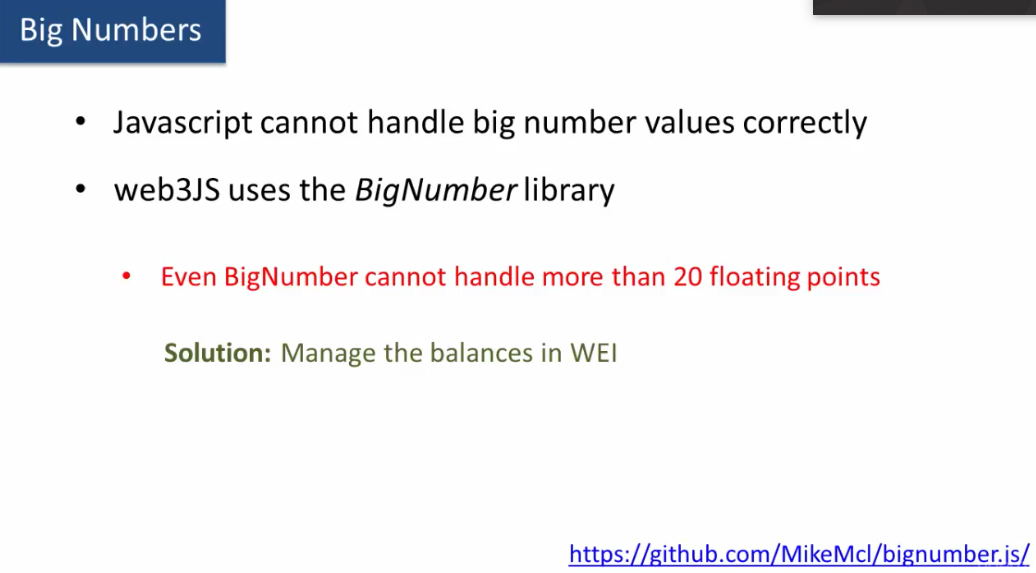 Big Numbers
• Javascript cannot handle big number values correctly
• web3JS uses the BigNumber library
• Even BigNumber cannot handle more than 20 floating points
Solution: Manage the balances in WEI
https://github.com/MikeMcl/bignumber.js/